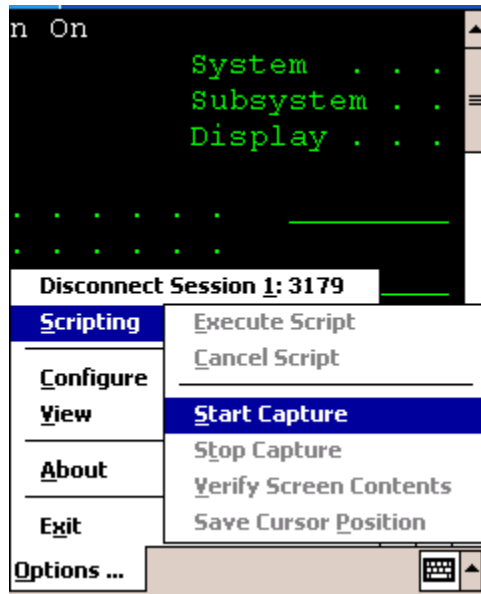 n On
System . . .
Subsystem . .
Display . . .
. . . . . .
. . . . . .
Disconnect Session 1: 3179
Scripting
Execute Script
Cancel Script
Configure
View
Start Capture
Stop Capture
About
Verify Screen Contents
Exit
Save Cursor Position
Options ...